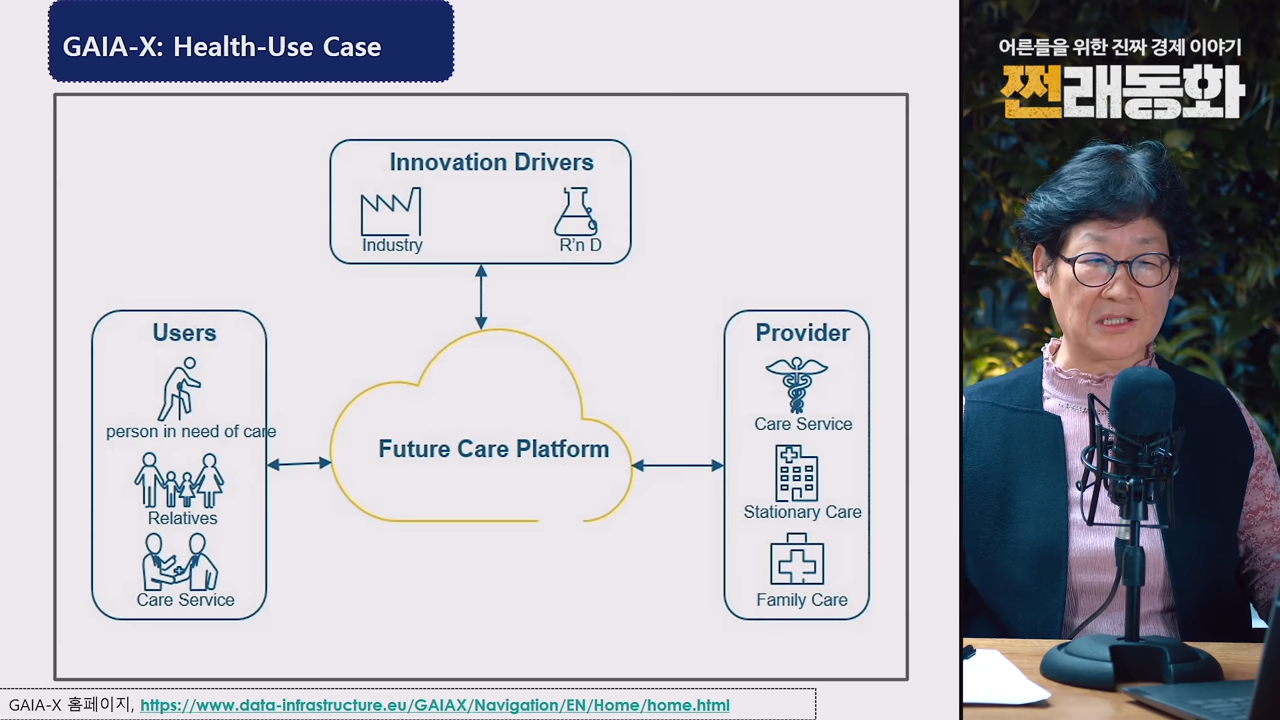 GAIA-X: Health-Use Case
어른들을 위한 진짜 경제 이야기
쩐래동화
Innovation Drivers
Industry
R'n D
Users
person in need of care
Relatives
Care Service
Future Care Platform
Provider
Care Service
Stationary Care
Family Care
GAIA-X 홈페이지, https://www.data-infrastructure.eu/GAIAX/Navigation/EN/Home/home.html